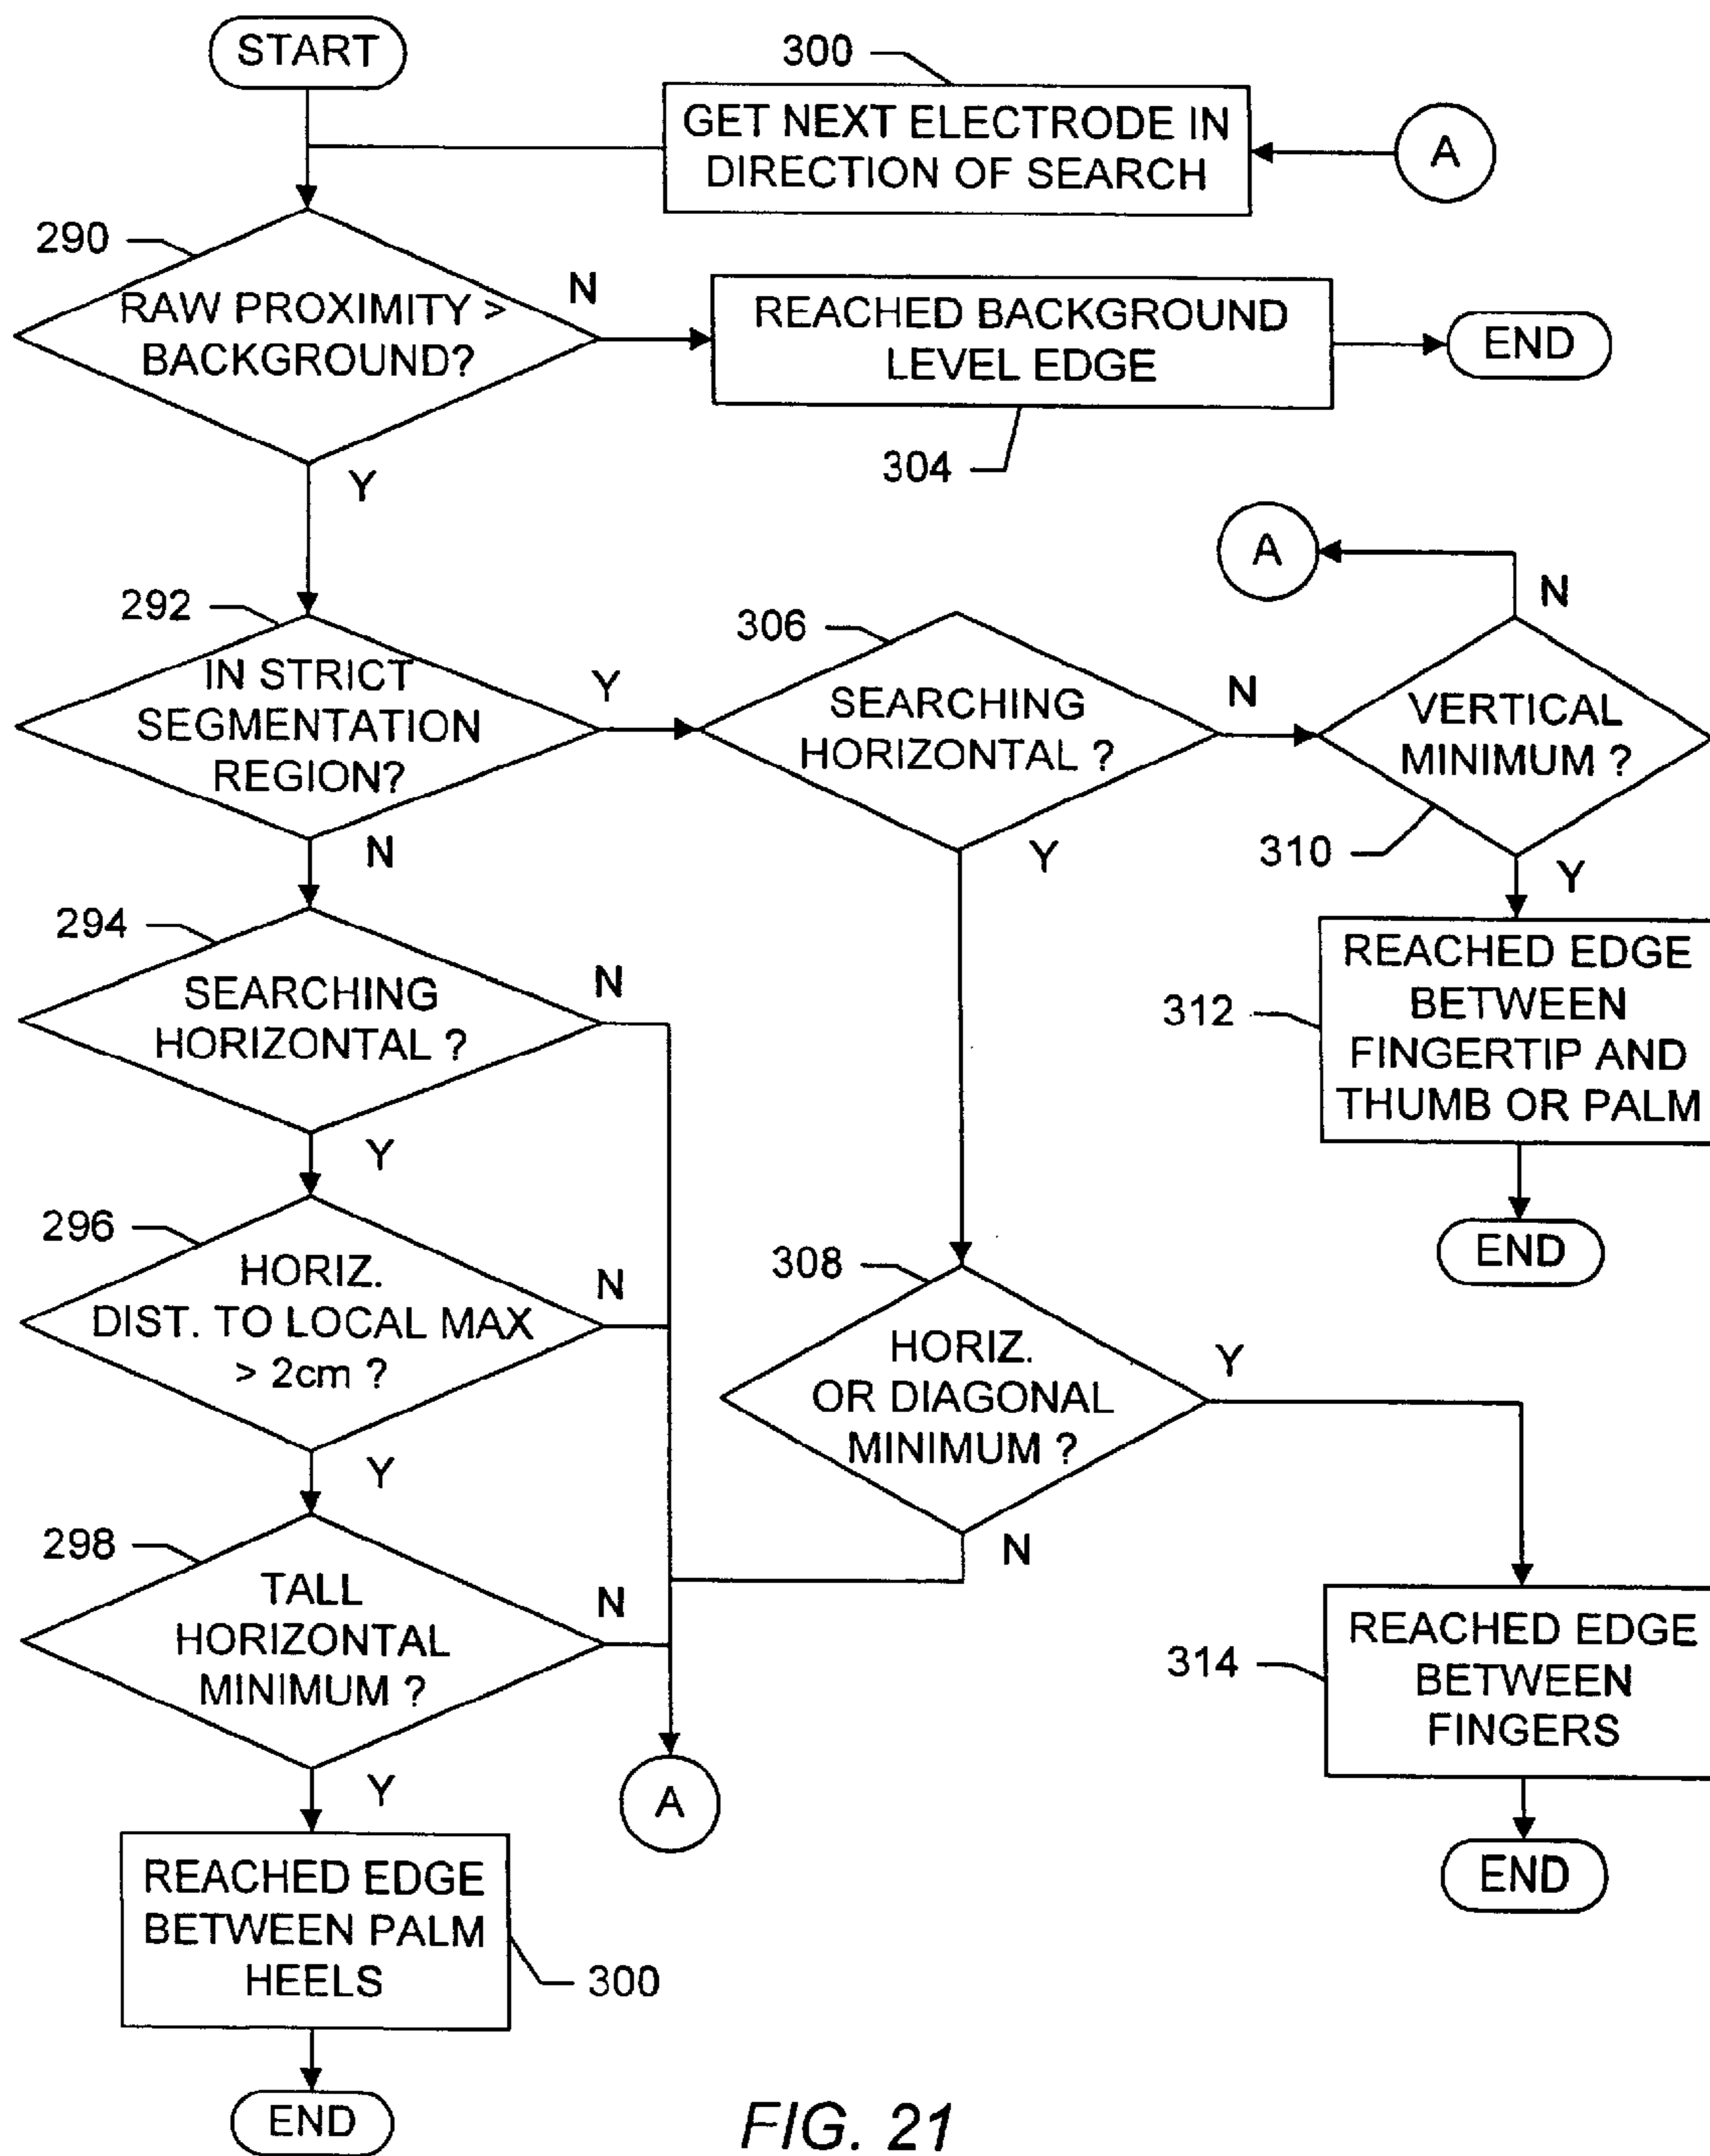 START
300
GET NEXT ELECTRODE IN
DIRECTION OF SEARCH
A
290
RAW PROXIMITY >
BACKGROUND?
N
REACHED BACKGROUND
LEVEL EDGE
END
304
Y
A
N
292
IN STRICT
SEGMENTATION
REGION?
Y
306
SEARCHING
HORIZONTAL ?
N
VERTICAL
MINIMUM ?
310
N
Y
Y
294
SEARCHING
HORIZONTAL ?
N
312
REACHED EDGE
BETWEEN
FINGERTIP AND
THUMB OR PALM
END
Y
296
HORIZ.
DIST. TO LOCAL MAX
> 2cm ?
N
308
HORIZ.
OR DIAGONAL
MINIMUM ?
Y
Y
N
298
TALL
HORIZONTAL
MINIMUM ?
N
314
REACHED EDGE
BETWEEN
FINGERS
Y
A
END
REACHED EDGE
BETWEEN PALM
HEELS
300
END
FIG. 21